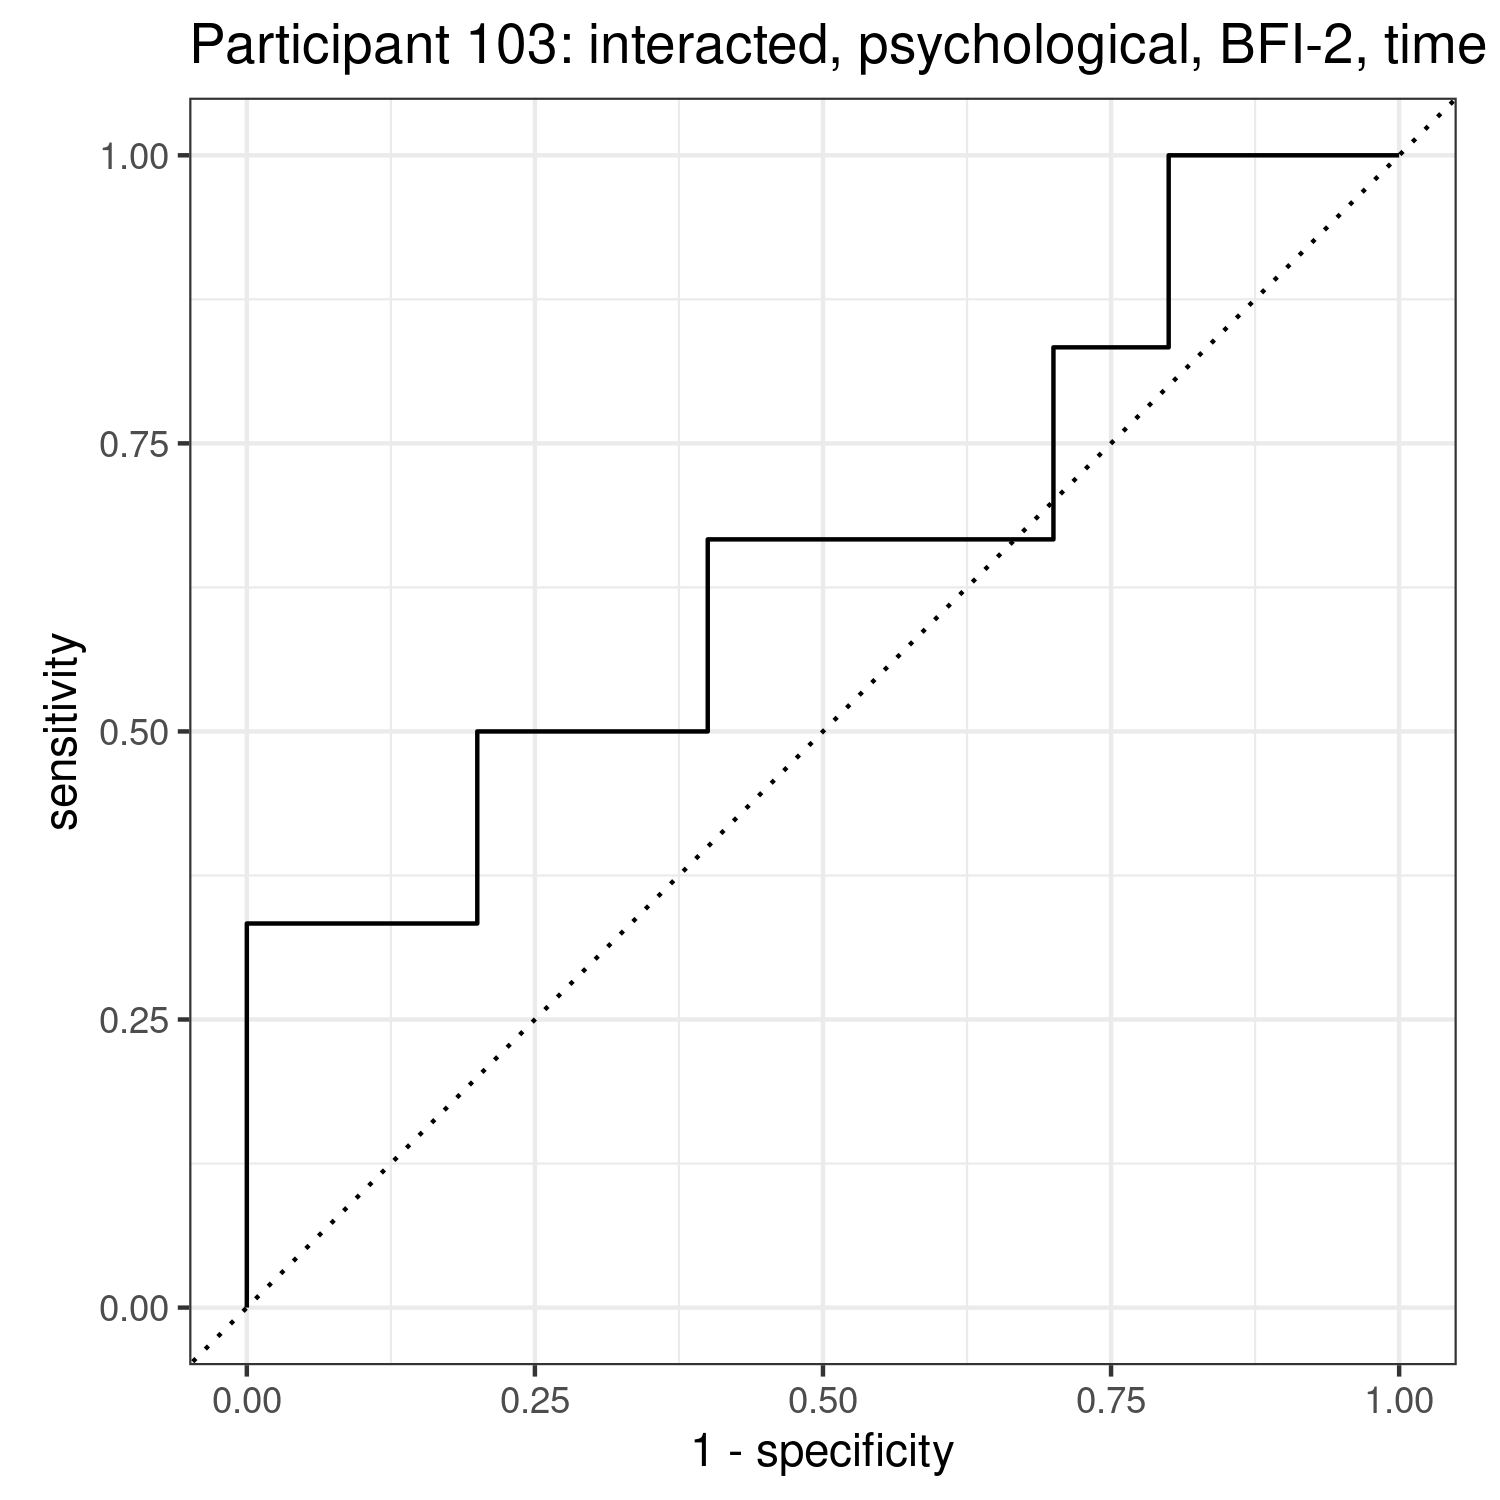 Participant 103: interacted, psychological, BFI-2, time
1.00
0.75
0.50
0.25
0.00
sensitivity
0.00 0.25 0.50 0.75 1.00
1 - specificity